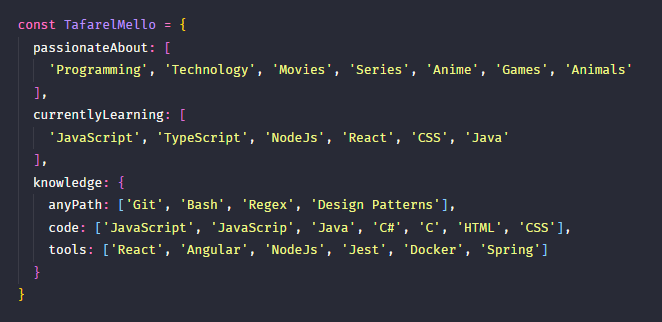 const TafarelMello = {
passionateAbout: [
'Programming', 'Technology', 'Movies', 'Series', 'Anime', 'Games', 'Animals'
],
currentlyLearning: [
'JavaScript', 'TypeScript', 'NodeJs', 'React', 'CSS', 'Java'
],
knowledge: {
anyPath: ['Git', 'Bash', 'Regex', 'Design Patterns'],
code: ['JavaScript', 'JavaScrip', 'Java', 'C#', 'C', 'HTML', 'CSS'],
tools: ['React', 'Angular', 'NodeJs', 'Jest', 'Docker', 'Spring']
}
}